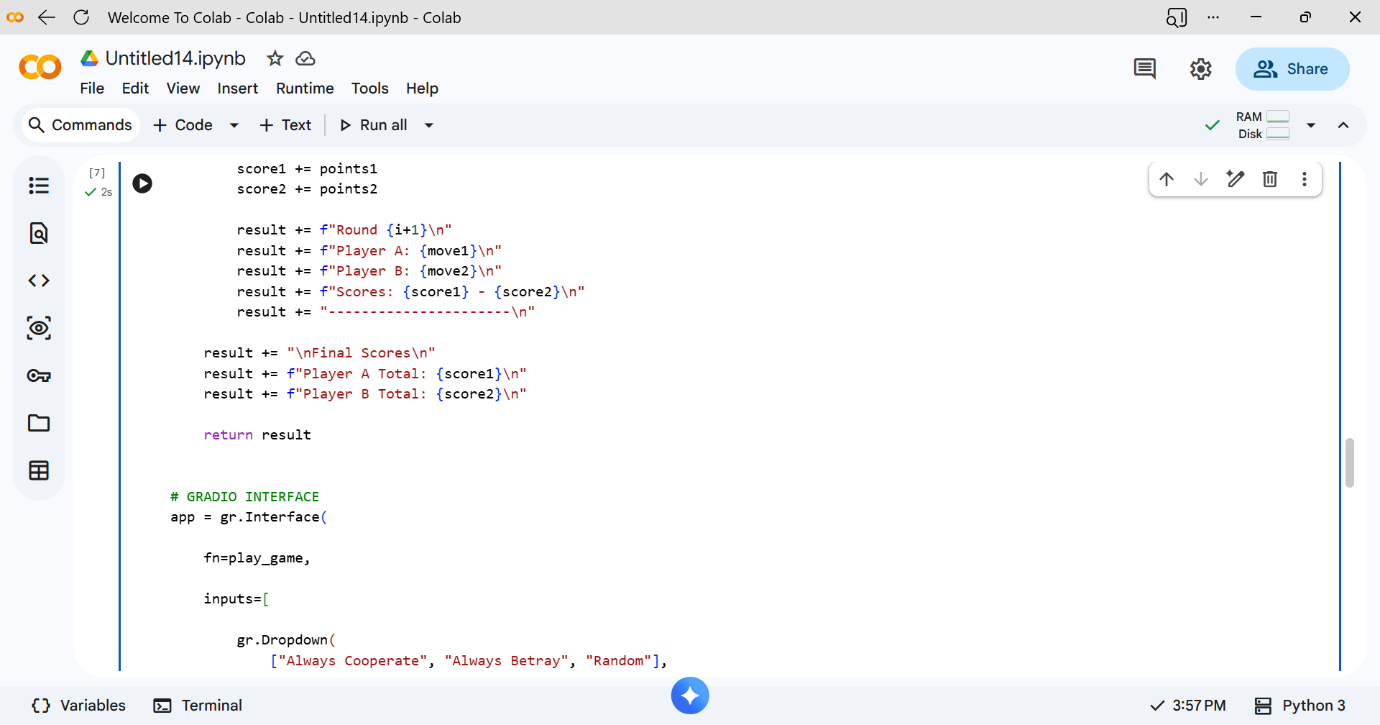 Welcome To Colab - Colab - Untitled14.ipynb - Colab
Untitled14.ipynb
File Edit View Insert Runtime Tools Help
Share
Commands + Code + Text Run all
RAM
Disk
[7]
2s
score1 += points1
score2 += points2
result += f"Round {i+1}\n"
result += f"Player A: {move1}\n"
result += f"Player B: {move2}\n"
result += f"Scores: {score1} - {score2}\n"
result += "----------------------\n"
result += "\nFinal Scores\n"
result += f"Player A Total: {score1}\n"
result += f"Player B Total: {score2}\n"
return result
# GRADIO INTERFACE
app = gr.Interface(
fn=play_game,
inputs=[
gr.Dropdown(
["Always Cooperate", "Always Betray", "Random"],
Variables Terminal 3:57 PM Python 3